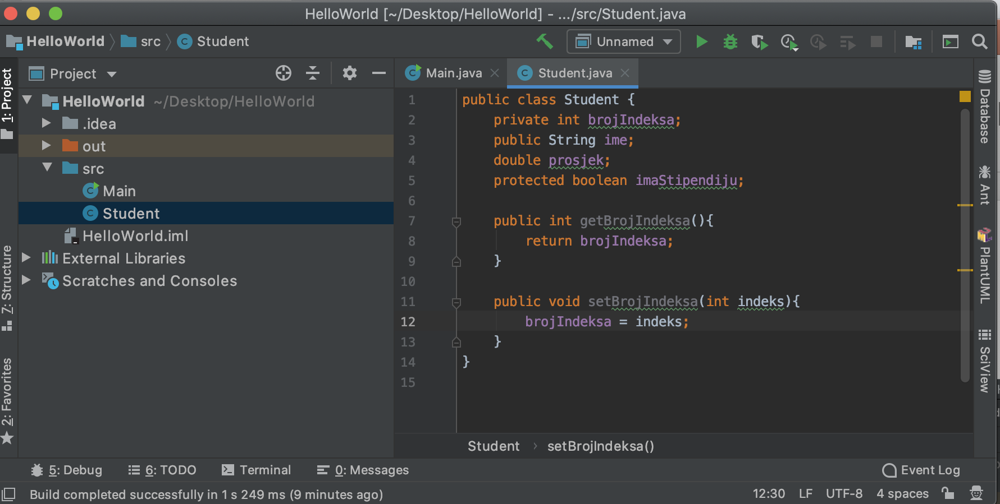 HelloWorld [~/Desktop/HelloWorld] - .../src/Student.java
HelloWorld src Student
Unnamed
1: Project
7: Structure
2: Favorites
Project
HelloWorld ~/Desktop/HelloWorld
.idea
out
src
Main
Student
HelloWorld.iml
External Libraries
Scratches and Consoles
Main.java Student.java
1 public class Student {
2 private int brojIndeksa;
3 public String ime;
4 double prosjek;
5 protected boolean imaStipendiju;
6
7 public int getBrojIndeksa(){
8 return brojIndeksa;
9 }
10
11 public void setBrojIndeksa(int indeks){
12 brojIndeksa = indeks;
13 }
14 }
15
Student › setBrojIndeksa()
Database
Ant
PlantUML
SciView
5: Debug 6: TODO Terminal 0: Messages Event Log
Build completed successfully in 1 s 249 ms (9 minutes ago) 12:30 LF UTF-8 4 spaces